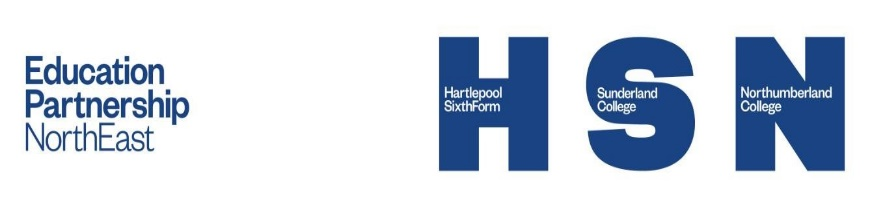 Education
Partnership
NorthEast
H S N
Hartlepool
SixthForm
Sunderland
College
Northumberland
College